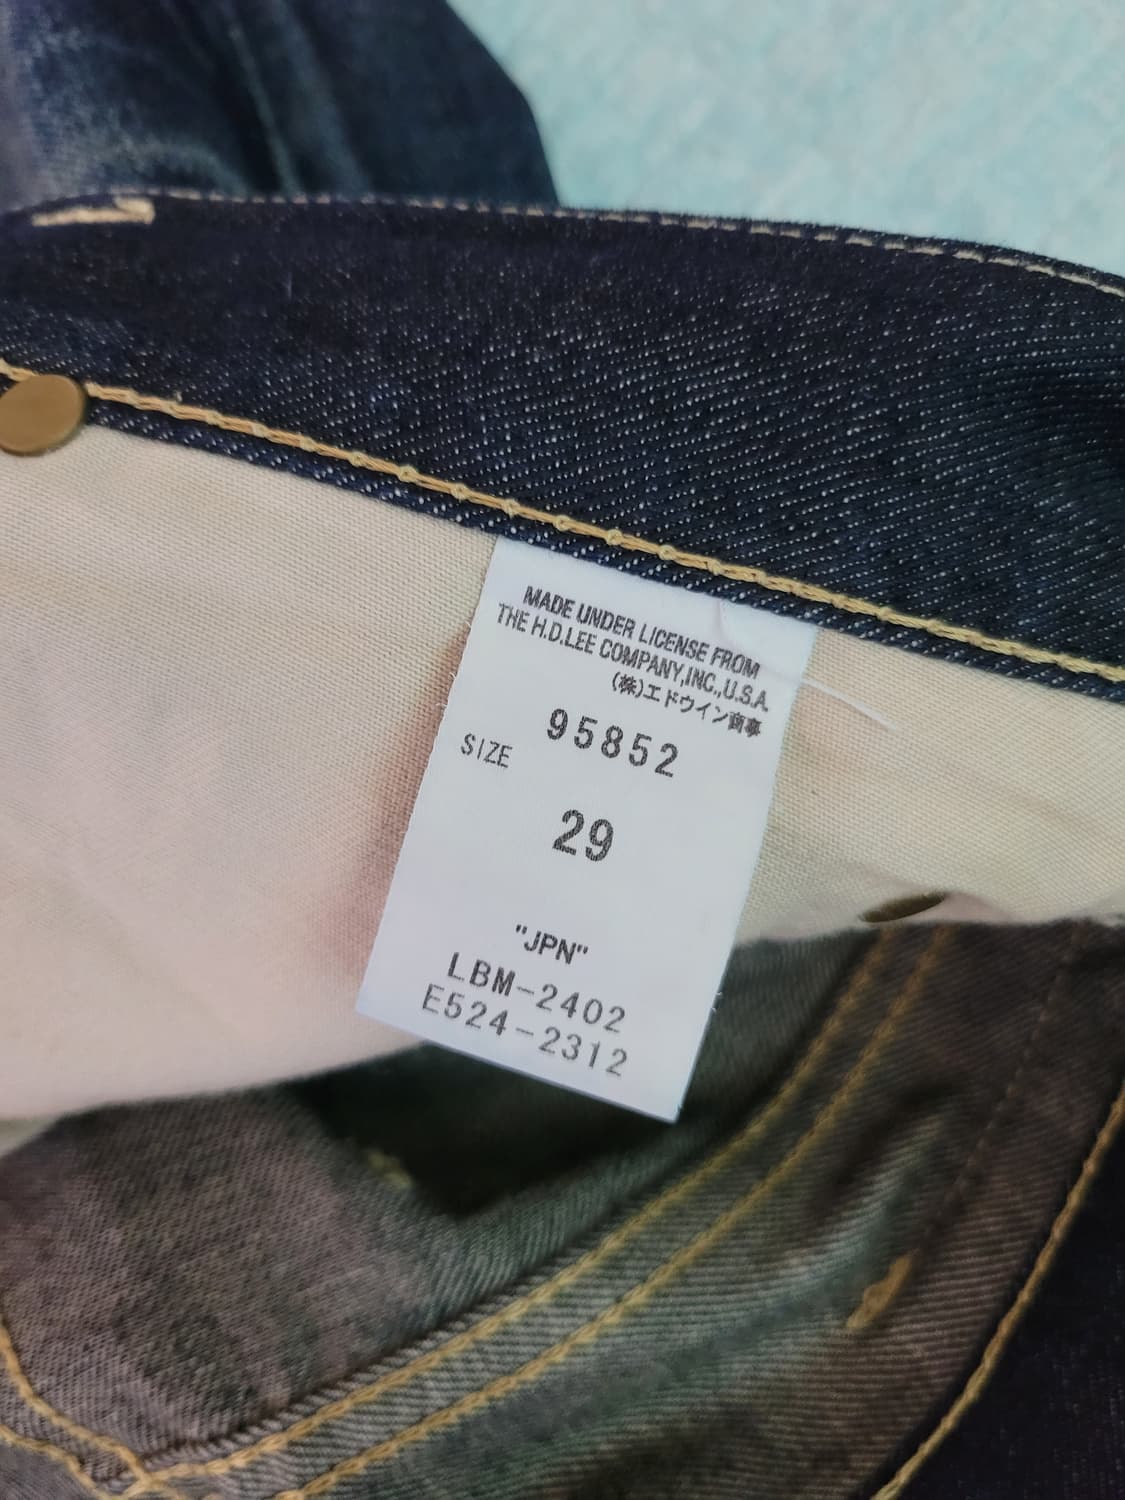 MADE UNDER LICENSE FROM
THE H.D.LEE COMPANY,INC.,U.S.A.
(株)エドウイン商事
95852
SIZE
29
"JPN"
LBM-2402
E524-2312